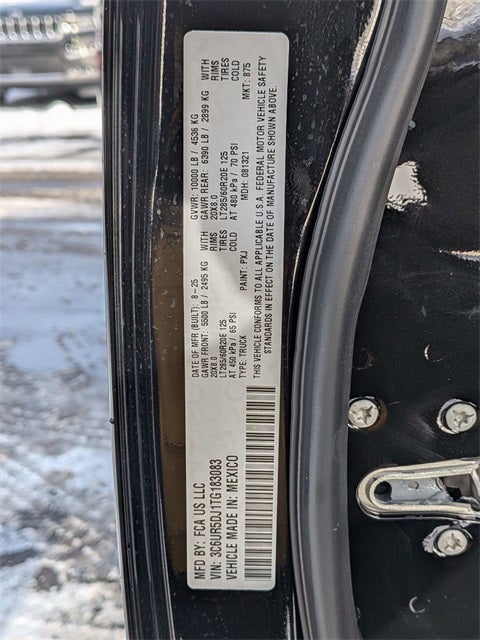 MFD BY: FCA US LLC
DATE OF MFR (BUILT): 8-25
GVWR: 10000 LB / 4536 KG
GAWR FRONT: 5500 LB / 2495 KG WITH
GAWR REAR: 6390 LB / 2899 KG WITH
20X8.0 RIMS
20X8.0 RIMS
LT285/60R20E 125 TIRES
LT285/60R20E 125 TIRES
AT 450 kPa / 65 PSI COLD
AT 480 kPa / 70 PSI COLD
VIN: 3C6UR5DJ1TG183083
TYPE: TRUCK
PAINT: PXJ
MDH: 081321
MKT: 875
VEHICLE MADE IN: MEXICO
THIS VEHICLE CONFORMS TO ALL APPLICABLE U.S.A. FEDERAL MOTOR VEHICLE SAFETY
STANDARDS IN EFFECT ON THE DATE OF MANUFACTURE SHOWN ABOVE.